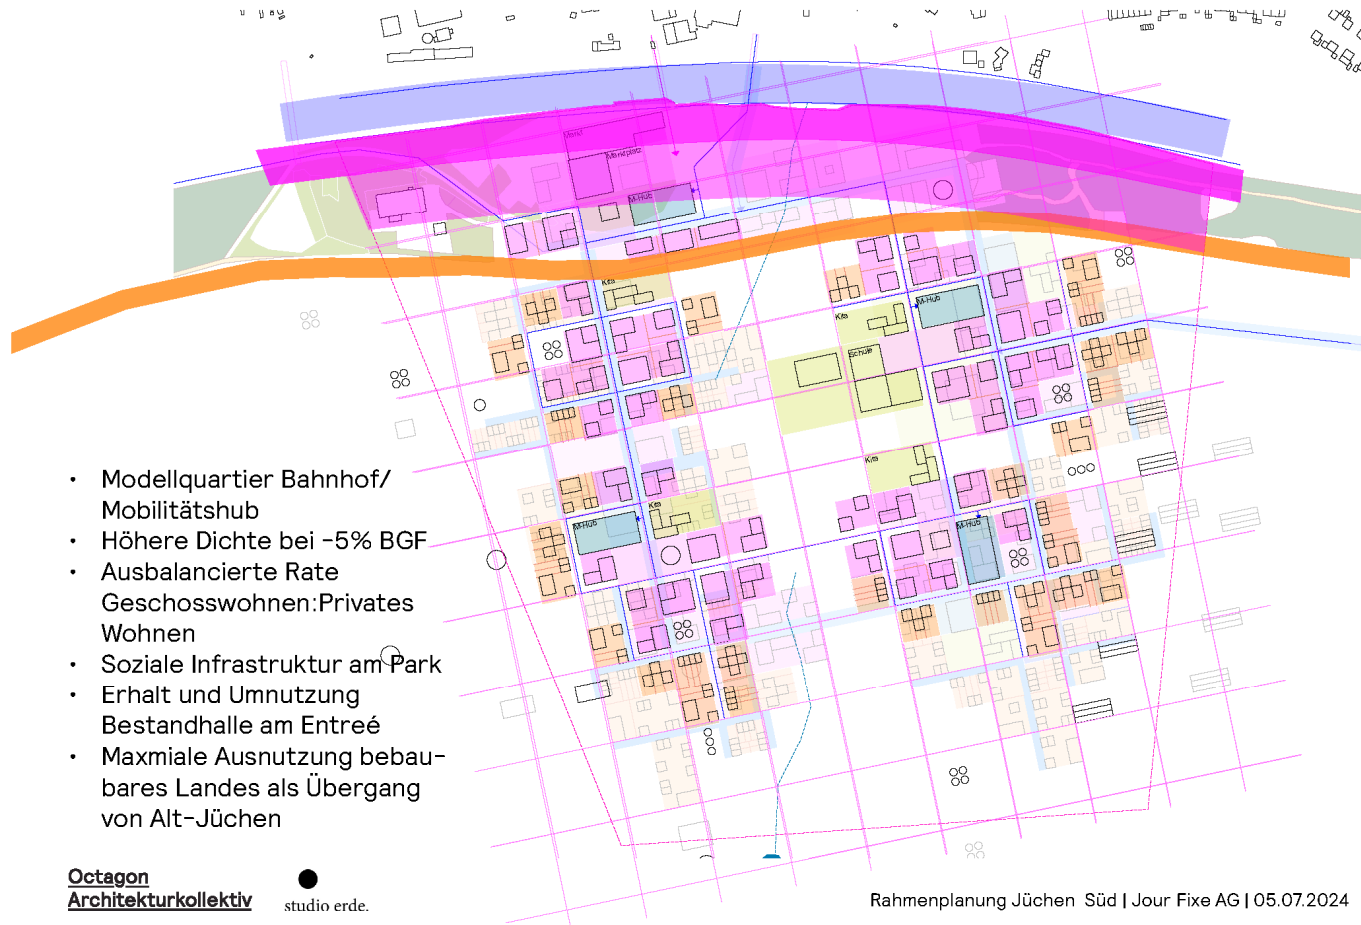 Markt
Marktplatz
M-Hub
Kita
M-Hub
Kita
Schule
Kita
M-Hub
Kita
M-Hub
• Modellquartier Bahnhof/
Mobilitätshub
• Höhere Dichte bei -5% BGF
• Ausbalancierte Rate
Geschosswohnen:Privates
Wohnen
• Soziale Infrastruktur am Park
• Erhalt und Umnutzung
Bestandhalle am Entreé
• Maxmiale Ausnutzung bebau-
bares Landes als Übergang
von Alt-Jüchen
Octagon
Architekturkollektiv
studio erde.
Rahmenplanung Jüchen Süd | Jour Fixe AG | 05.07.2024